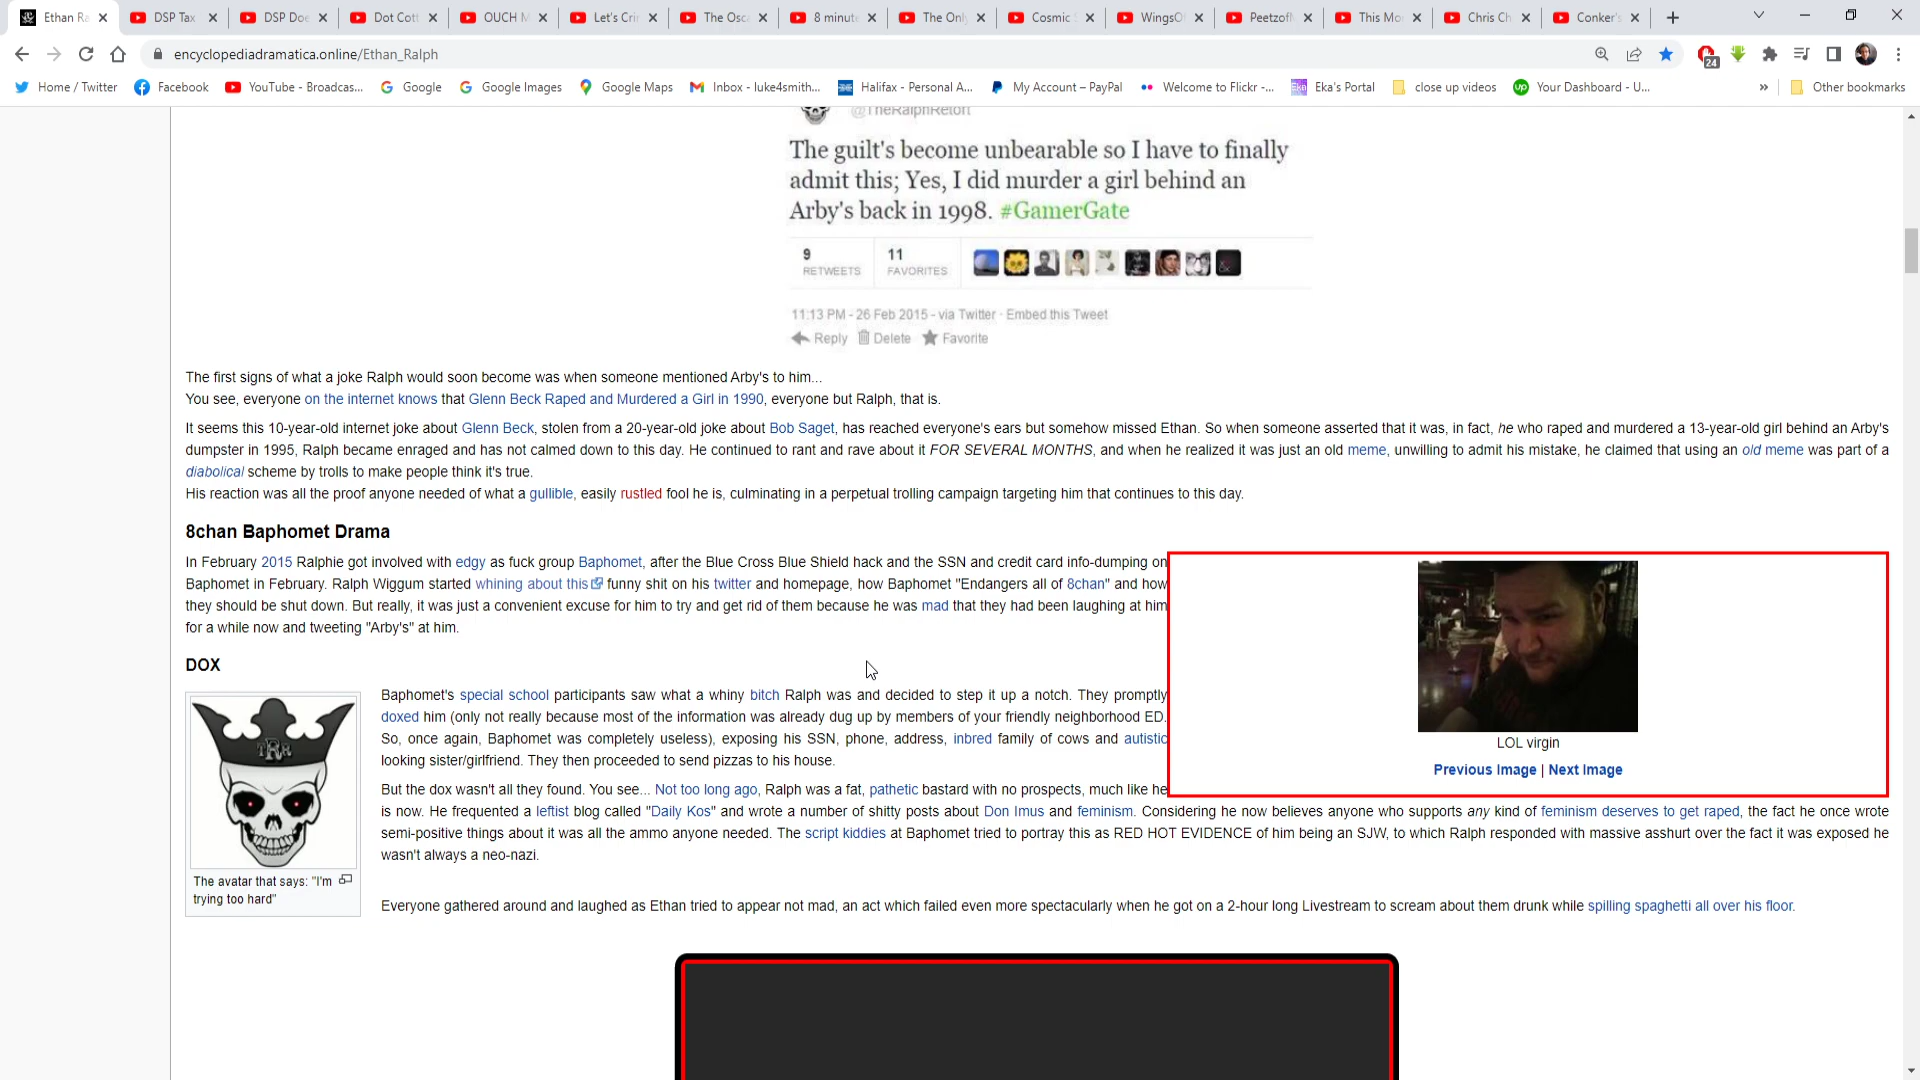 Ethan Ra
DSP Tax
DSP Doe
Dot Cott
OUCH M
Let's Cri
The Osca
8 minute
The Onl
Cosmic S
WingsO
Peetzof
This Mo
Chris Ch
Conker's
encyclopediadramatica.online/Ethan_Ralph
24
Home / Twitter
Facebook
YouTube - Broadcas...
Google
Google Images
Google Maps
Inbox - luke4smith...
Halifax - Personal A...
My Account – PayPal
Welcome to Flickr -...
Eka's Portal
close up videos
Your Dashboard - U...
»
Other bookmarks
@TheRalphRetort
The guilt's become unbearable so I have to finally
admit this; Yes, I did murder a girl behind an
Arby's back in 1998. #GamerGate
9
RETWEETS
11
FAVORITES
11:13 PM - 26 Feb 2015 - via Twitter · Embed this Tweet
Reply Delete Favorite
The first signs of what a joke Ralph would soon become was when someone mentioned Arby's to him...
You see, everyone on the internet knows that Glenn Beck Raped and Murdered a Girl in 1990, everyone but Ralph, that is.
It seems this 10-year-old internet joke about Glenn Beck, stolen from a 20-year-old joke about Bob Saget, has reached everyone's ears but somehow missed Ethan. So when someone asserted that it was, in fact, he who raped and murdered a 13-year-old girl behind an Arby's
dumpster in 1995, Ralph became enraged and has not calmed down to this day. He continued to rant and rave about it FOR SEVERAL MONTHS, and when he realized it was just an old meme, unwilling to admit his mistake, he claimed that using an old meme was part of a
diabolical scheme by trolls to make people think it's true.
His reaction was all the proof anyone needed of what a gullible, easily rustled fool he is, culminating in a perpetual trolling campaign targeting him that continues to this day.
8chan Baphomet Drama
In February 2015 Ralphie got involved with edgy as fuck group Baphomet, after the Blue Cross Blue Shield hack and the SSN and credit card info-dumping on
Baphomet in February. Ralph Wiggum started whining about this funny shit on his twitter and homepage, how Baphomet "Endangers all of 8chan" and how
they should be shut down. But really, it was just a convenient excuse for him to try and get rid of them because he was mad that they had been laughing at him
for a while now and tweeting "Arby's" at him.
LOL virgin
Previous Image | Next Image
DOX
TRR
The avatar that says: "I'm
trying too hard"
Baphomet's special school participants saw what a whiny bitch Ralph was and decided to step it up a notch. They promptly
doxed him (only not really because most of the information was already dug up by members of your friendly neighborhood ED.
So, once again, Baphomet was completely useless), exposing his SSN, phone, address, inbred family of cows and autistic
looking sister/girlfriend. They then proceeded to send pizzas to his house.
But the dox wasn't all they found. You see... Not too long ago, Ralph was a fat, pathetic bastard with no prospects, much like he
is now. He frequented a leftist blog called "Daily Kos" and wrote a number of shitty posts about Don Imus and feminism. Considering he now believes anyone who supports any kind of feminism deserves to get raped, the fact he once wrote
semi-positive things about it was all the ammo anyone needed. The script kiddies at Baphomet tried to portray this as RED HOT EVIDENCE of him being an SJW, to which Ralph responded with massive asshurt over the fact it was exposed he
wasn't always a neo-nazi.
Everyone gathered around and laughed as Ethan tried to appear not mad, an act which failed even more spectacularly when he got on a 2-hour long Livestream to scream about them drunk while spilling spaghetti all over his floor.